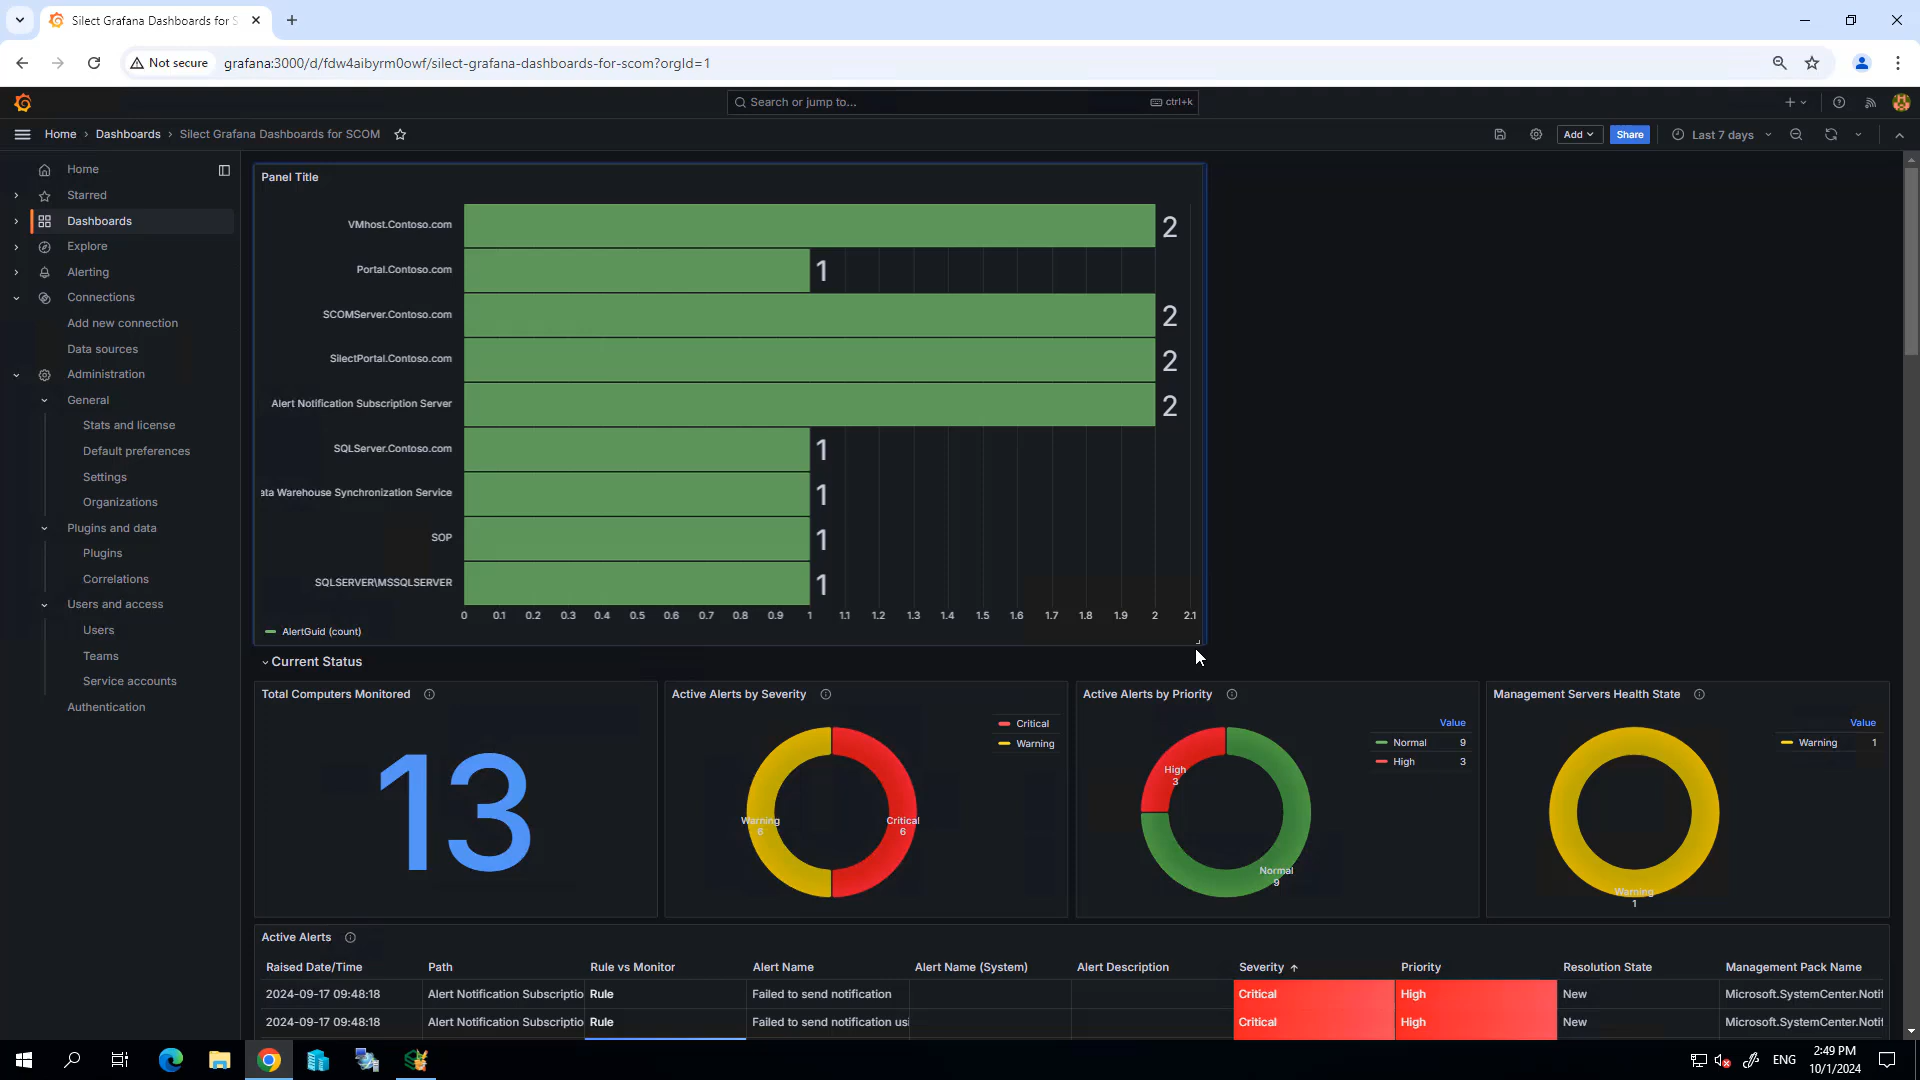 Silect Grafana Dashboards for S
Not secure
grafana:3000/d/fdw4aibyrm0owf/silect-grafana-dashboards-for-scom?orgId=1
Search or jump to...
ctrl+k
Home › Dashboards › Silect Grafana Dashboards for SCOM
Add
Share
Last 7 days
Home
Starred
Dashboards
Explore
Alerting
Connections
Add new connection
Data sources
Administration
General
Stats and license
Default preferences
Settings
Organizations
Plugins and data
Plugins
Correlations
Users and access
Users
Teams
Service accounts
Authentication
Panel Title
VMhost.Contoso.com 2
Portal.Contoso.com 1
SCOMServer.Contoso.com 2
SilectPortal.Contoso.com 2
Alert Notification Subscription Server 2
SQLServer.Contoso.com 1
ata Warehouse Synchronization Service 1
SOP 1
SQLSERVER\MSSQLSERVER 1
0 0.1 0.2 0.3 0.4 0.5 0.6 0.7 0.8 0.9 1 1.1 1.2 1.3 1.4 1.5 1.6 1.7 1.8 1.9 2 2.1
AlertGuid (count)
Current Status
Total Computers Monitored
13
Active Alerts by Severity
Critical
Warning
Warning
6
Critical
6
Active Alerts by Priority
Value
Normal 9
High 3
High
3
Normal
9
Management Servers Health State
Value
Warning 1
Warning
1
Active Alerts
Raised Date/Time Path Rule vs Monitor Alert Name Alert Name (System) Alert Description Severity Priority Resolution State Management Pack Name
2024-09-17 09:48:18 Alert Notification Subscriptio Rule Failed to send notification Critical High New Microsoft.SystemCenter.Notif
2024-09-17 09:48:18 Alert Notification Subscriptio Rule Failed to send notification usi Critical High New Microsoft.SystemCenter.Notif
ENG
2:49 PM
10/1/2024